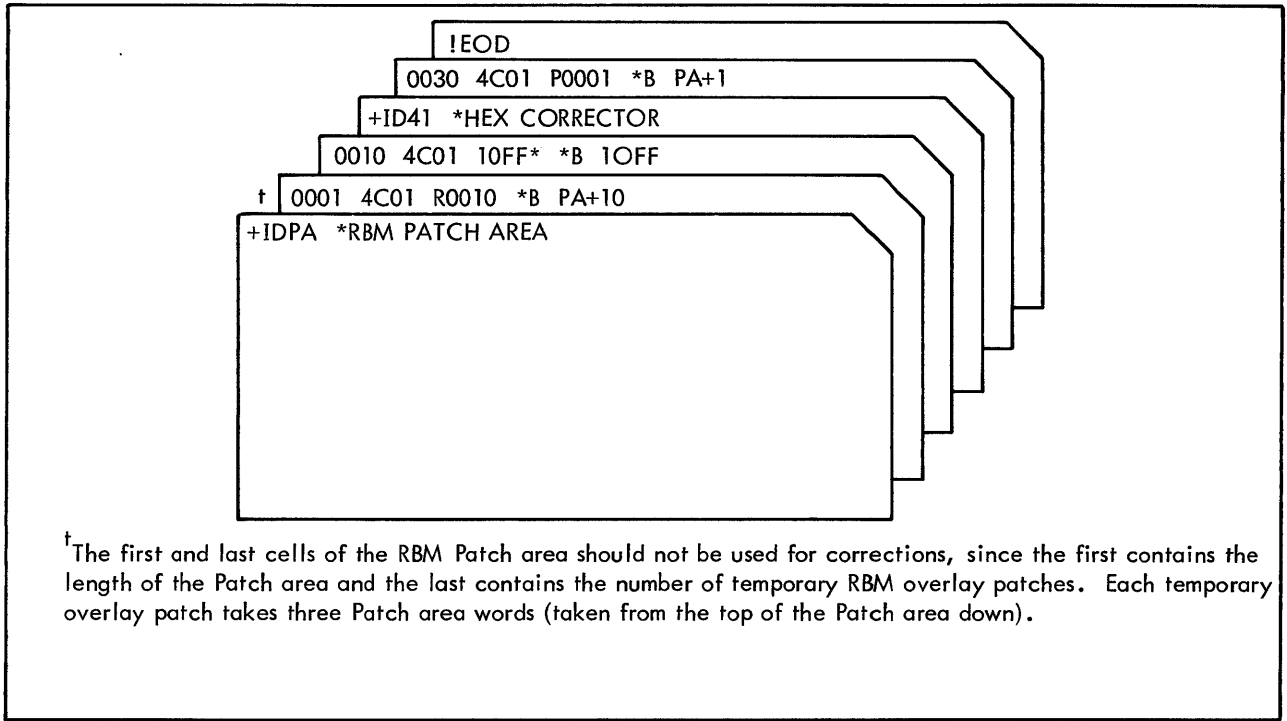 !EOD
0030 4C01 P0001 *B PA+1
+ID41 *HEX CORRECTOR
0010 4C01 10FF* *B 10FF
t 0001 4C01 R0010 *B PA+10
+IDPA *RBM PATCH AREA
tThe first and last cells of the RBM Patch area should not be used for corrections, since the first contains the
length of the Patch area and the last contains the number of temporary RBM overlay patches. Each temporary
overlay patch takes three Patch area words (taken from the top of the Patch area down).